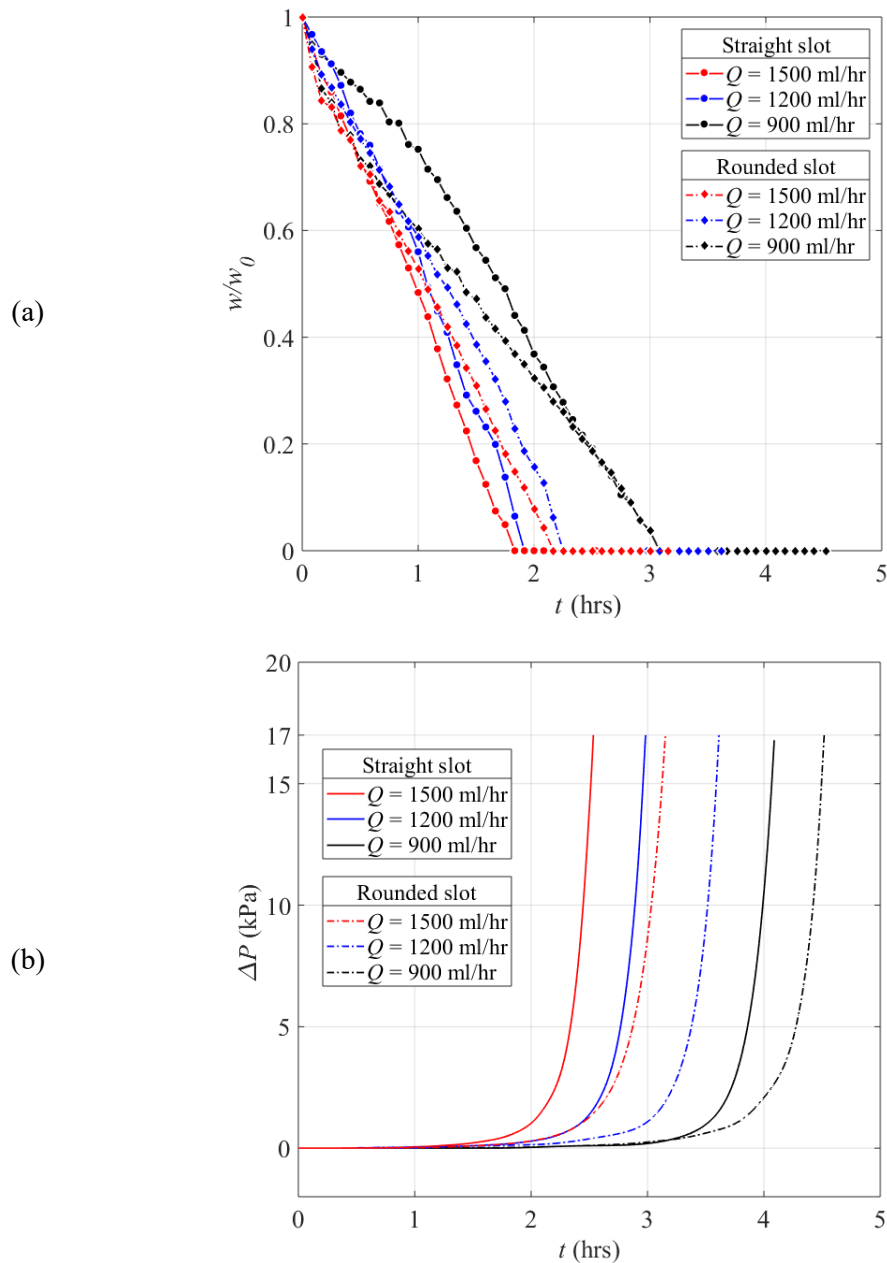 (a)
w/w0
1
0.8
0.6
0.4
0.2
0
Straight slot
Q = 1500 ml/hr
Q = 1200 ml/hr
Q = 900 ml/hr
Rounded slot
Q = 1500 ml/hr
Q = 1200 ml/hr
Q = 900 ml/hr
0 1 2 3 4 5
t (hrs)
(b)
ΔP (kPa)
20
17
15
10
5
0
Straight slot
Q = 1500 ml/hr
Q = 1200 ml/hr
Q = 900 ml/hr
Rounded slot
Q = 1500 ml/hr
Q = 1200 ml/hr
Q = 900 ml/hr
0 1 2 3 4 5
t (hrs)